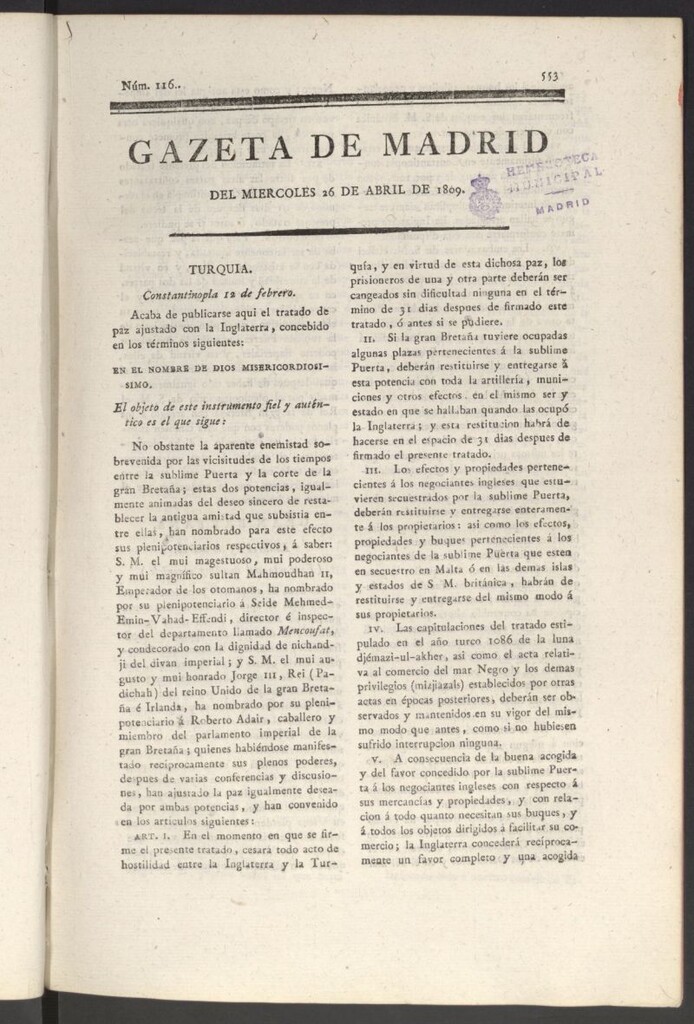 Núm. 116..
553
GAZETA DE MADRID
DEL MIERCOLES 26 DE ABRIL DE 1809.
HEMEROTECA
MUNICIPAL
MADRID
TURQUIA.
Constantinopla 12 de febrero.
Acaba de publicarse aqui el tratado de
paz ajustado con la Inglaterra, concebido
en los términos siguientes:
EN EL NOMBRE DE DIOS MISERICORDIOSI-
SIMO.
El objeto de este instrumento fiel y autén-
tico es el que sigue:
No obstante la aparente enemistad so-
brevenida por las vicisitudes de los tiempos
entre la sublime Puerta y la corte de la
gran Bretaña; estas dos potencias, igual-
mente animadas del deseo sincero de resta-
blecer la antigua amistad que subsistia en-
tre ellas, han nombrado para este efecto
sus plenipotenciarios respectivos, á saber:
S. M. el mui magestuoso, mui poderoso
y mui magnífico sultan Mahmoudhan II,
Emperador de los otomanos, ha nombrado
por su plenipotenciario á Seide Mehmed-
Emin-Vahad-Effendi, director é inspec-
tor del departamento llamado Mencoufat,
y condecorado con la dignidad de nichand-
ji del divan imperial; y S. M. el mui au-
gusto y mui honrado Jorge III, Rei (Pa-
dichah) del reino Unido de la gran Breta-
ña é Irlanda, ha nombrado por su pleni-
potenciario á Roberto Adair, caballero y
miembro del parlamento imperial de la
gran Bretaña; quienes habiéndose manifes-
tado reciprocamente sus plenos poderes,
despues de varias conferencias y discusio-
nes, han ajustado la paz igualmente desea-
da por ambas potencias, y han convenido
en los artículos siguientes:
ART. I. En el momento en que se fir-
me el presente tratado, cesará todo acto de
hostilidad entre la Inglaterra y la Tur-
quía, y en virtud de esta dichosa paz, los
prisioneros de una y otra parte deberán ser
cangeados sin dificultad ninguna en el tér-
mino de 31 dias despues de firmado este
tratado, ó antes si se pudiere.
II. Si la gran Bretaña tuviere ocupadas
algunas plazas pertenecientes á la sublime
Puerta, deberán restituirse y entregarse á
esta potencia con toda la artillería, muni-
ciones y otros efectos en el mismo ser y
estado en que se hallaban quando las ocupó
la Inglaterra; y esta restitucion habrá de
hacerse en el espacio de 31 dias despues de
firmado el presente tratado.
III. Los efectos y propiedades pertene-
cientes á los negociantes ingleses que estu-
vieren secuestrados por la sublime Puerta,
deberán restituirse y entregarse enteramen-
te á los propietarios: asi como los efectos,
propiedades y buques pertenecientes á los
negociantes de la sublime Puerta que esten
en secuestro en Malta ó en las demas islas
y estados de S M. británica, habrán de
restituirse y entregarse del mismo modo á
sus propietarios.
IV. Las capitulaciones del tratado esti-
pulado en el año turco 1086 de la luna
djémazi-ul-akher, asi como el acta relati-
va al comercio del mar Negro y los demas
privilegios (mizjiazals) establecidos por otras
actas en épocas posteriores, deberán ser ob-
servados y mantenidos en su vigor del mis-
mo modo que antes, como si no hubiesen
sufrido interrupcion ninguna.
V. A consecuencia de la buena acogida
y del favor concedido por la sublime Puer-
ta á los negociantes ingleses con respecto á
sus mercancías y propiedades, y con rela-
cion á todo quanto necesitan sus buques, y
á todos los objetos dirigidos á facilitar su co-
mercio; la Inglaterra concederá recíproca-
mente un favor completo y una acogida